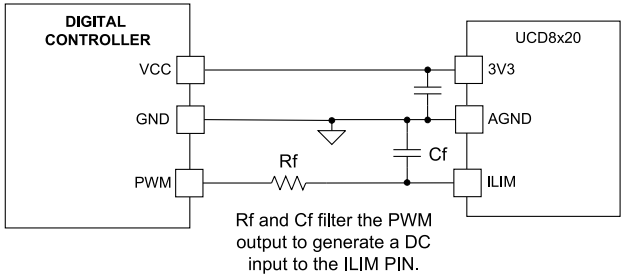 DIGITAL
CONTROLLER
UCD8x20
VCC
3V3
GND
AGND
Cf
Rf
PWM
ILIM
Rf and Cf filter the PWM
output to generate a DC
input to the ILIM PIN.